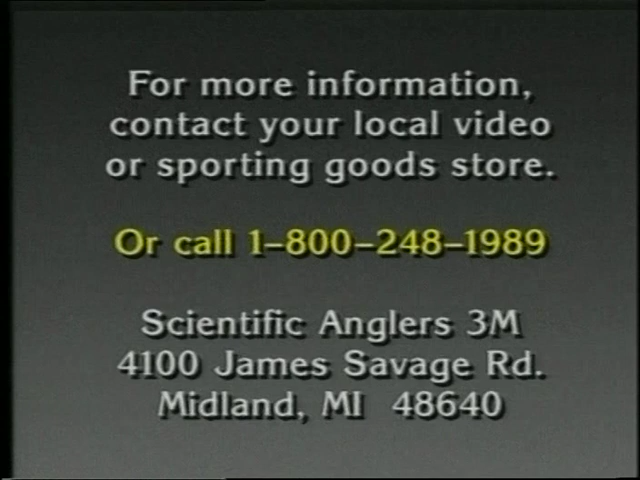 For more information,
contact your local video
or sporting goods store.
Or call 1-800-248-1989
Scientific Anglers 3M
4100 James Savage Rd.
Midland, MI 48640